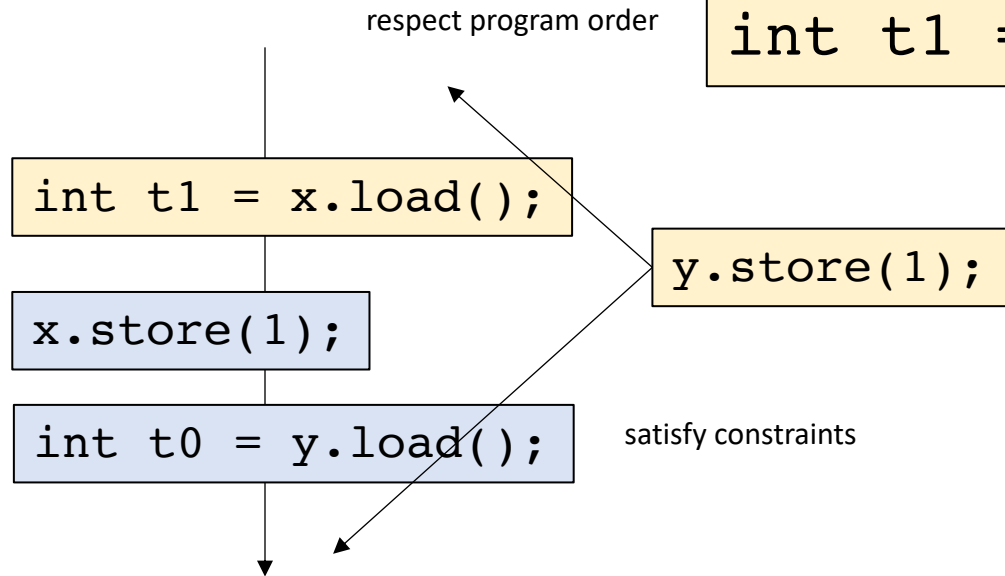 respect program order
int t1 =
int t1 = x.load();
y.store(1);
x.store(1);
int t0 = y.load();
satisfy constraints